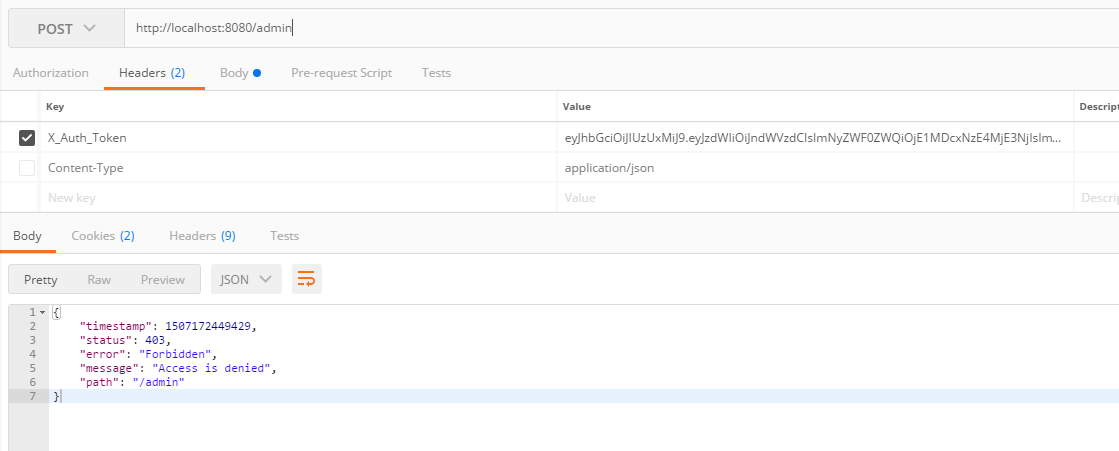 POST http://localhost:8080/admin
Authorization Headers (2) Body Pre-request Script Tests
Key Value Descript
X_Auth_Token eyJhbGciOiJIUzUxMiJ9.eyJzdWIiOiJndWVzdCIsImNyZWF0ZWQiOjE1MDcxNzE4MjE3NjIsIm...
Content-Type application/json
New key Value Descrip
Body Cookies (2) Headers (9) Tests
Pretty Raw Preview JSON
1 {
2 "timestamp": 1507172449429,
3 "status": 403,
4 "error": "Forbidden",
5 "message": "Access is denied",
6 "path": "/admin"
7 }